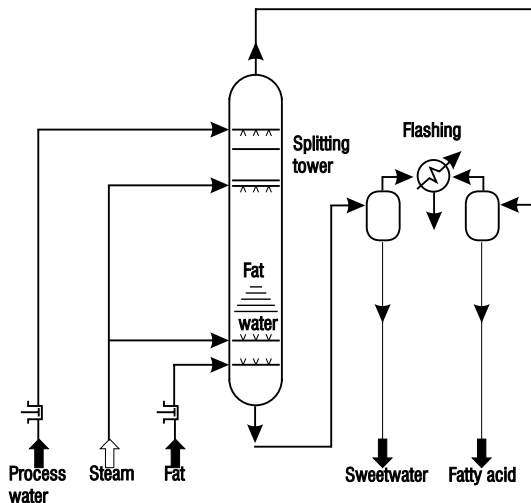 Flashing
Splitting
tower
Fat
water
Process
water
Steam
Fat
Sweetwater
Fatty acid